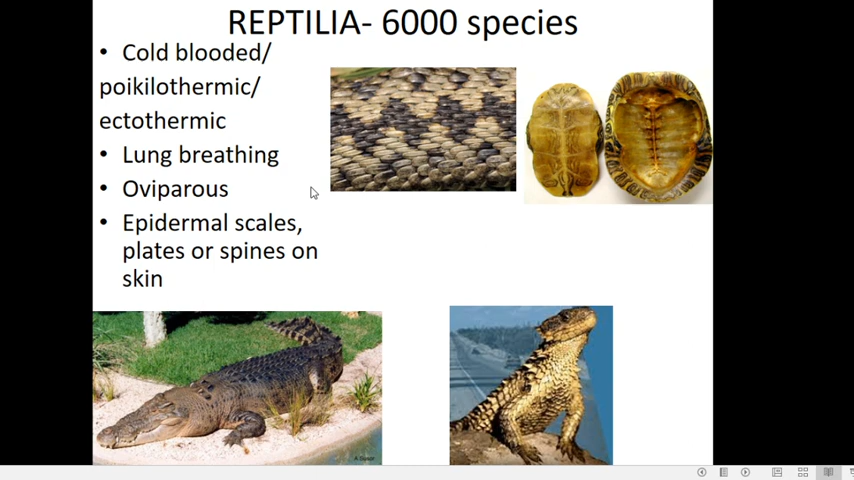 REPTILIA- 6000 species
• Cold blooded/
poikilothermic/
ectothermic
• Lung breathing
• Oviparous
• Epidermal scales,
plates or spines on
skin